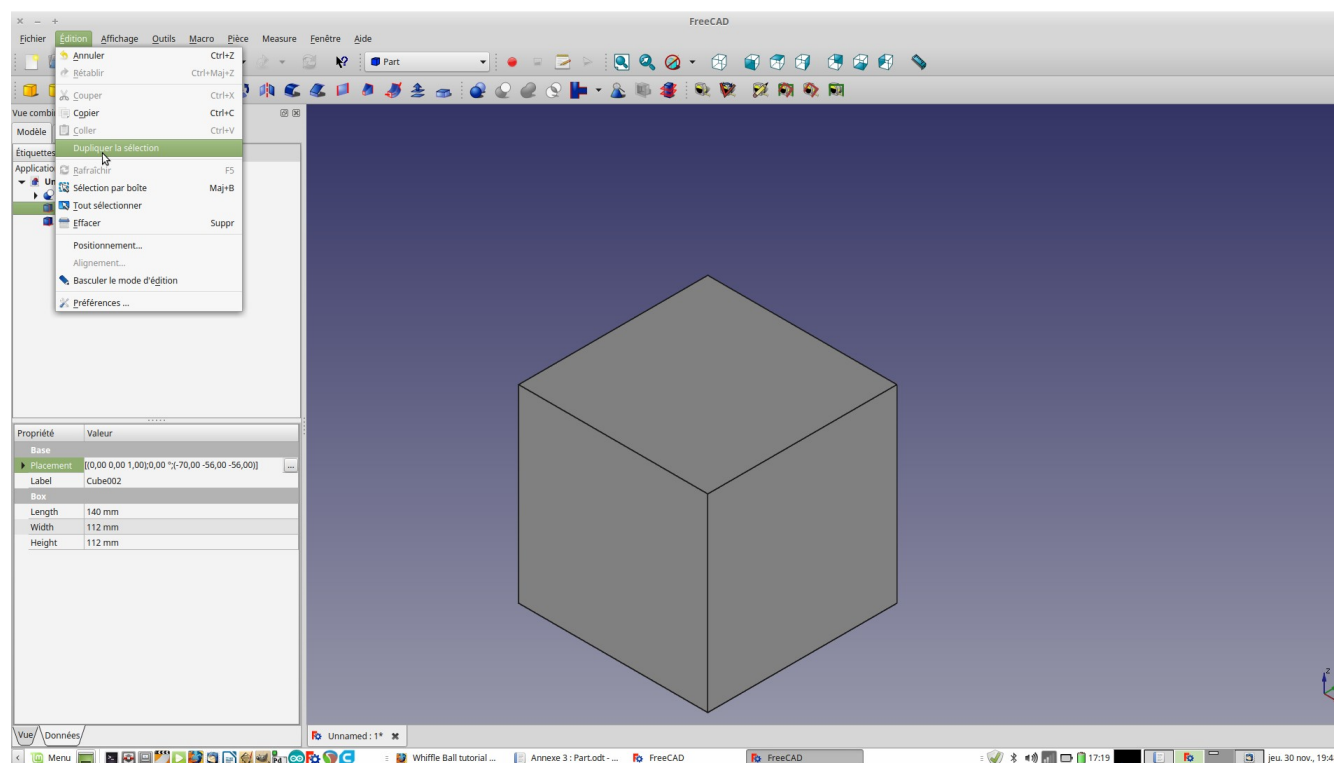 FreeCAD
Fichier Édition Affichage Outils Macro Pièce Measure Fenêtre Aide
Annuler Ctrl+Z
Rétablir Ctrl+Maj+Z
Part
Couper Ctrl+X
Copier Ctrl+C
Coller Ctrl+V
Dupliquer la sélection
Rafraîchir F5
Sélection par boîte Maj+B
Tout sélectionner
Effacer Suppr
Positionnement...
Alignement...
Basculer le mode d'édition
Préférences ...
Vue combi
Modèle
Étiquettes
Applicatio
Un
Propriété Valeur
Base
Placement [(0,00 0,00 1,00);0,00 °;(-70,00 -56,00 -56,00)] ...
Label Cube002
Box
Length 140 mm
Width 112 mm
Height 112 mm
z
Vue Données
Unnamed : 1*
Menu Whiffle Ball tutorial ... Annexe 3 : Part.odt - ... FreeCAD FreeCAD 17:19 jeu. 30 nov., 19:4